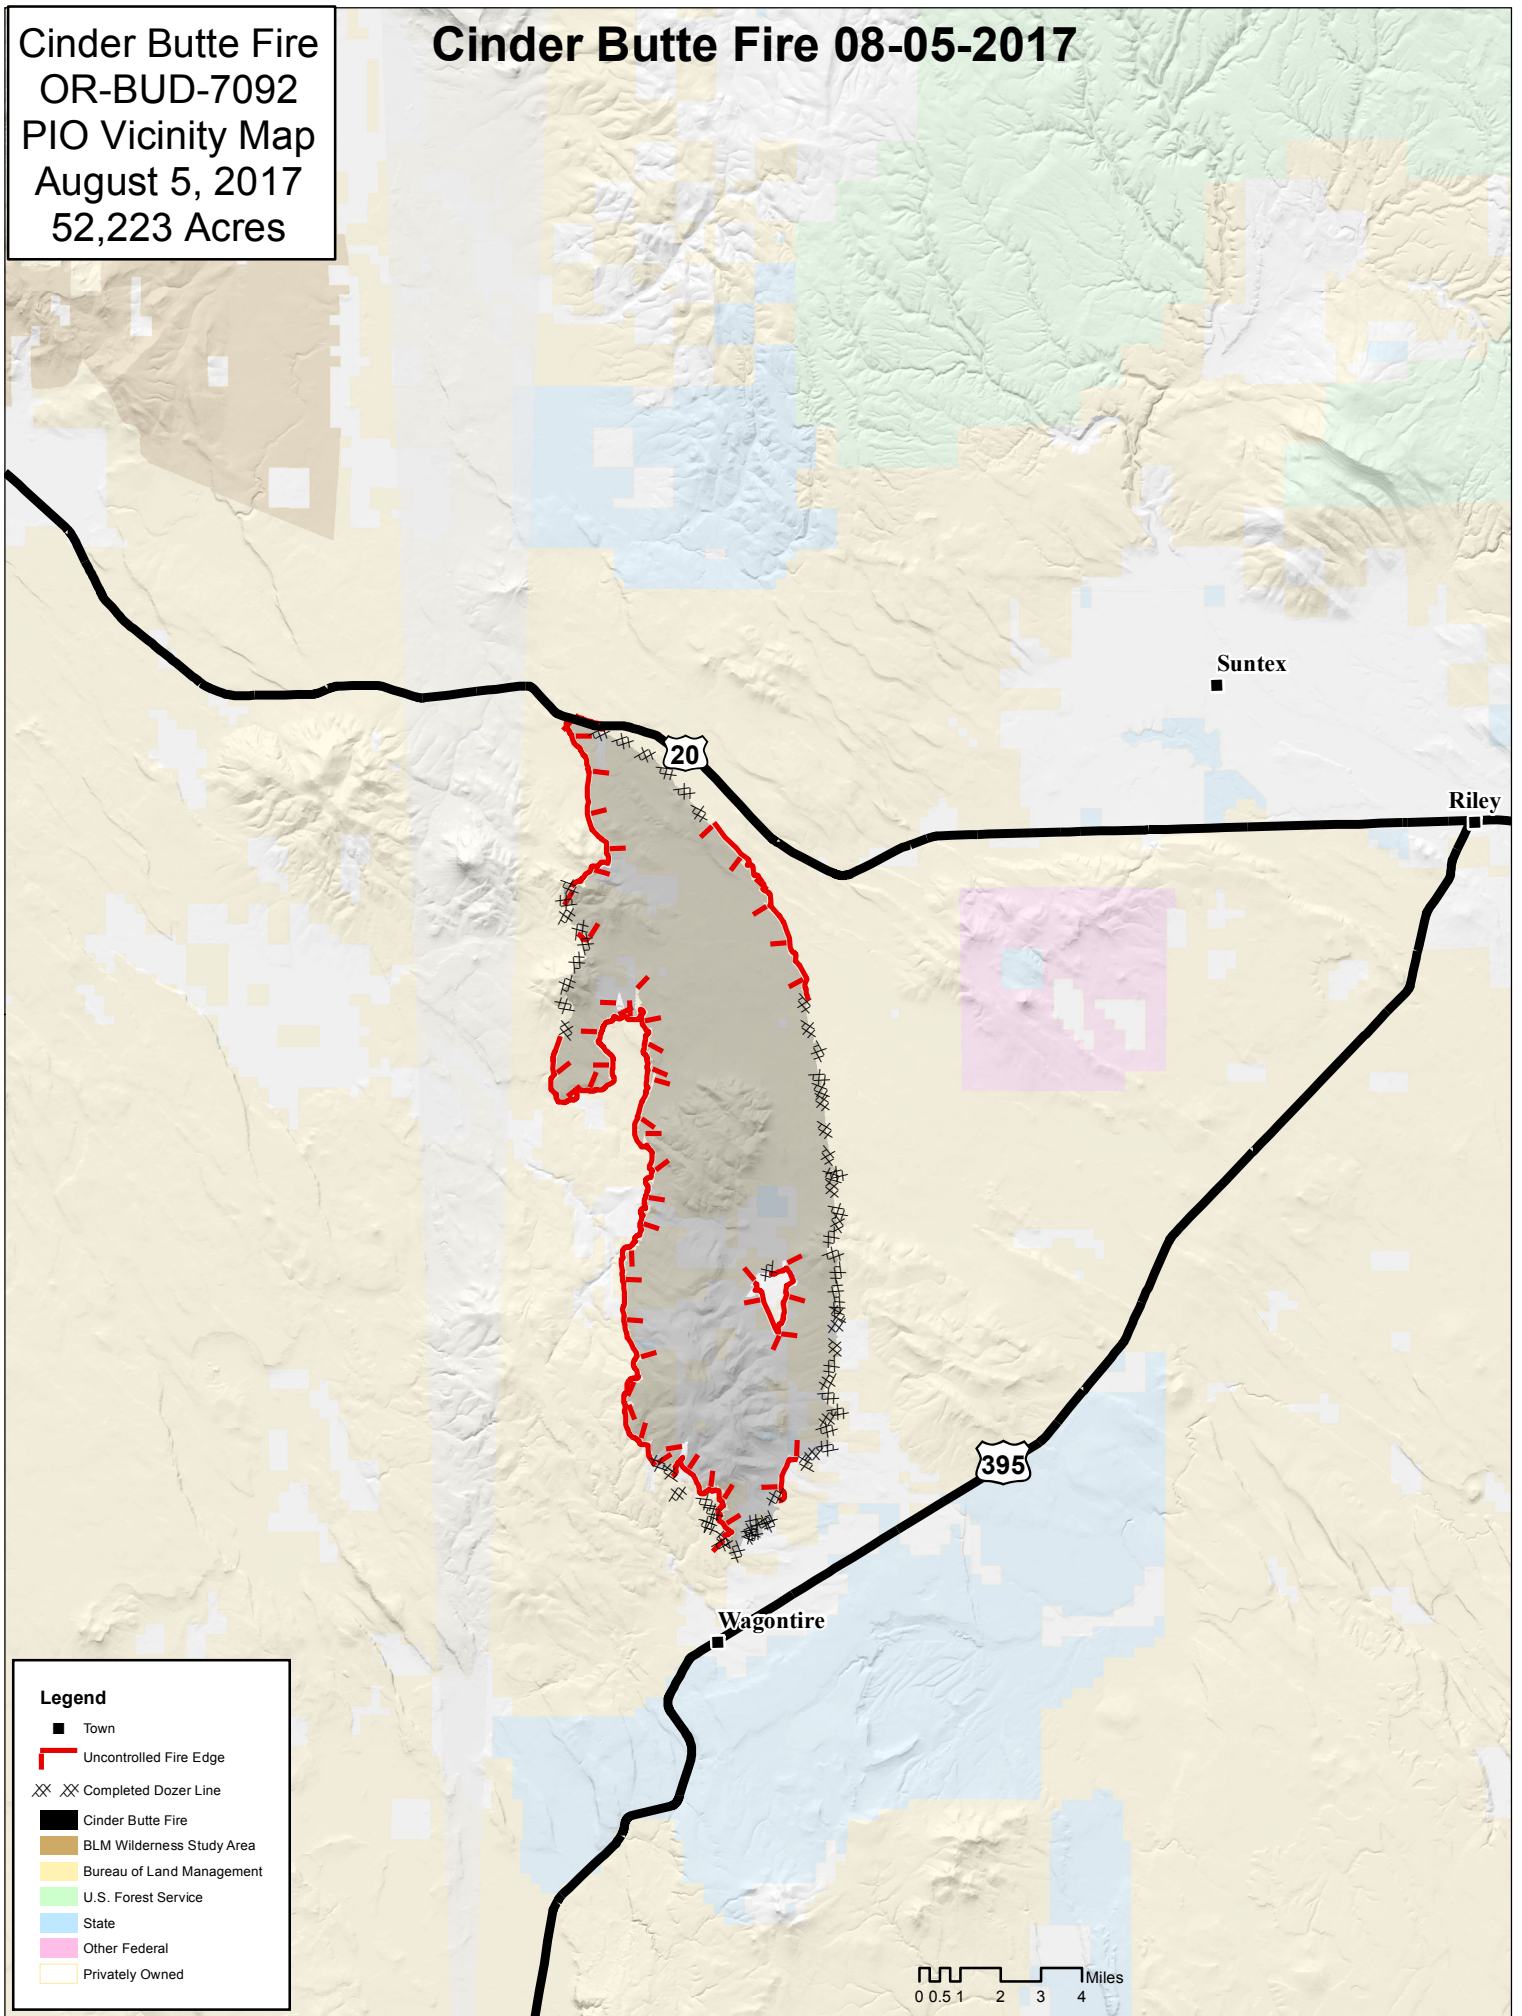 Cinder Butte Fire
OR-BUD-7092
PIO Vicinity Map
August 5, 2017
52,223 Acres
Cinder Butte Fire 08-05-2017
Suntex
20
Riley
395
Wagontire
Legend
Town
Uncontrolled Fire Edge
Completed Dozer Line
Cinder Butte Fire
BLM Wilderness Study Area
Bureau of Land Management
U.S. Forest Service
State
Other Federal
Privately Owned
Miles
0 0.5 1 2 3 4